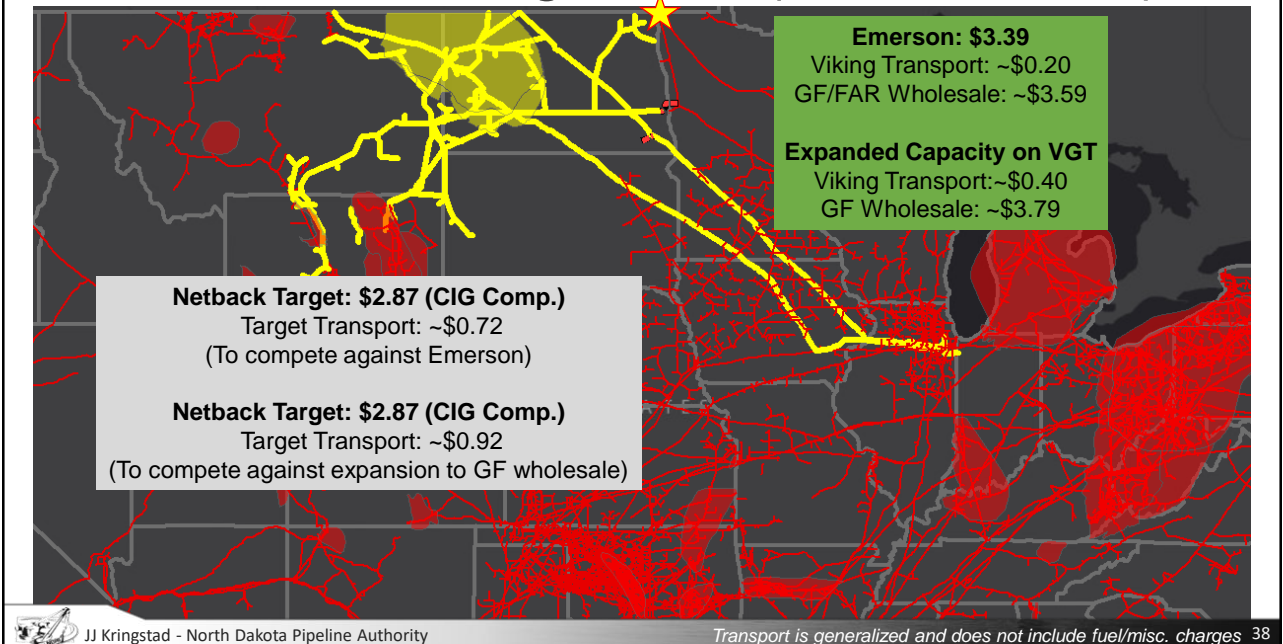 Emerson: $3.39
Viking Transport: ~$0.20
GF/FAR Wholesale: ~$3.59
Expanded Capacity on VGT
Viking Transport:~$0.40
GF Wholesale: ~$3.79
Netback Target: $2.87 (CIG Comp.)
Target Transport: ~$0.72
(To compete against Emerson)
Netback Target: $2.87 (CIG Comp.)
Target Transport: ~$0.92
(To compete against expansion to GF wholesale)
JJ Kringstad - North Dakota Pipeline Authority
Transport is generalized and does not include fuel/misc. charges 38